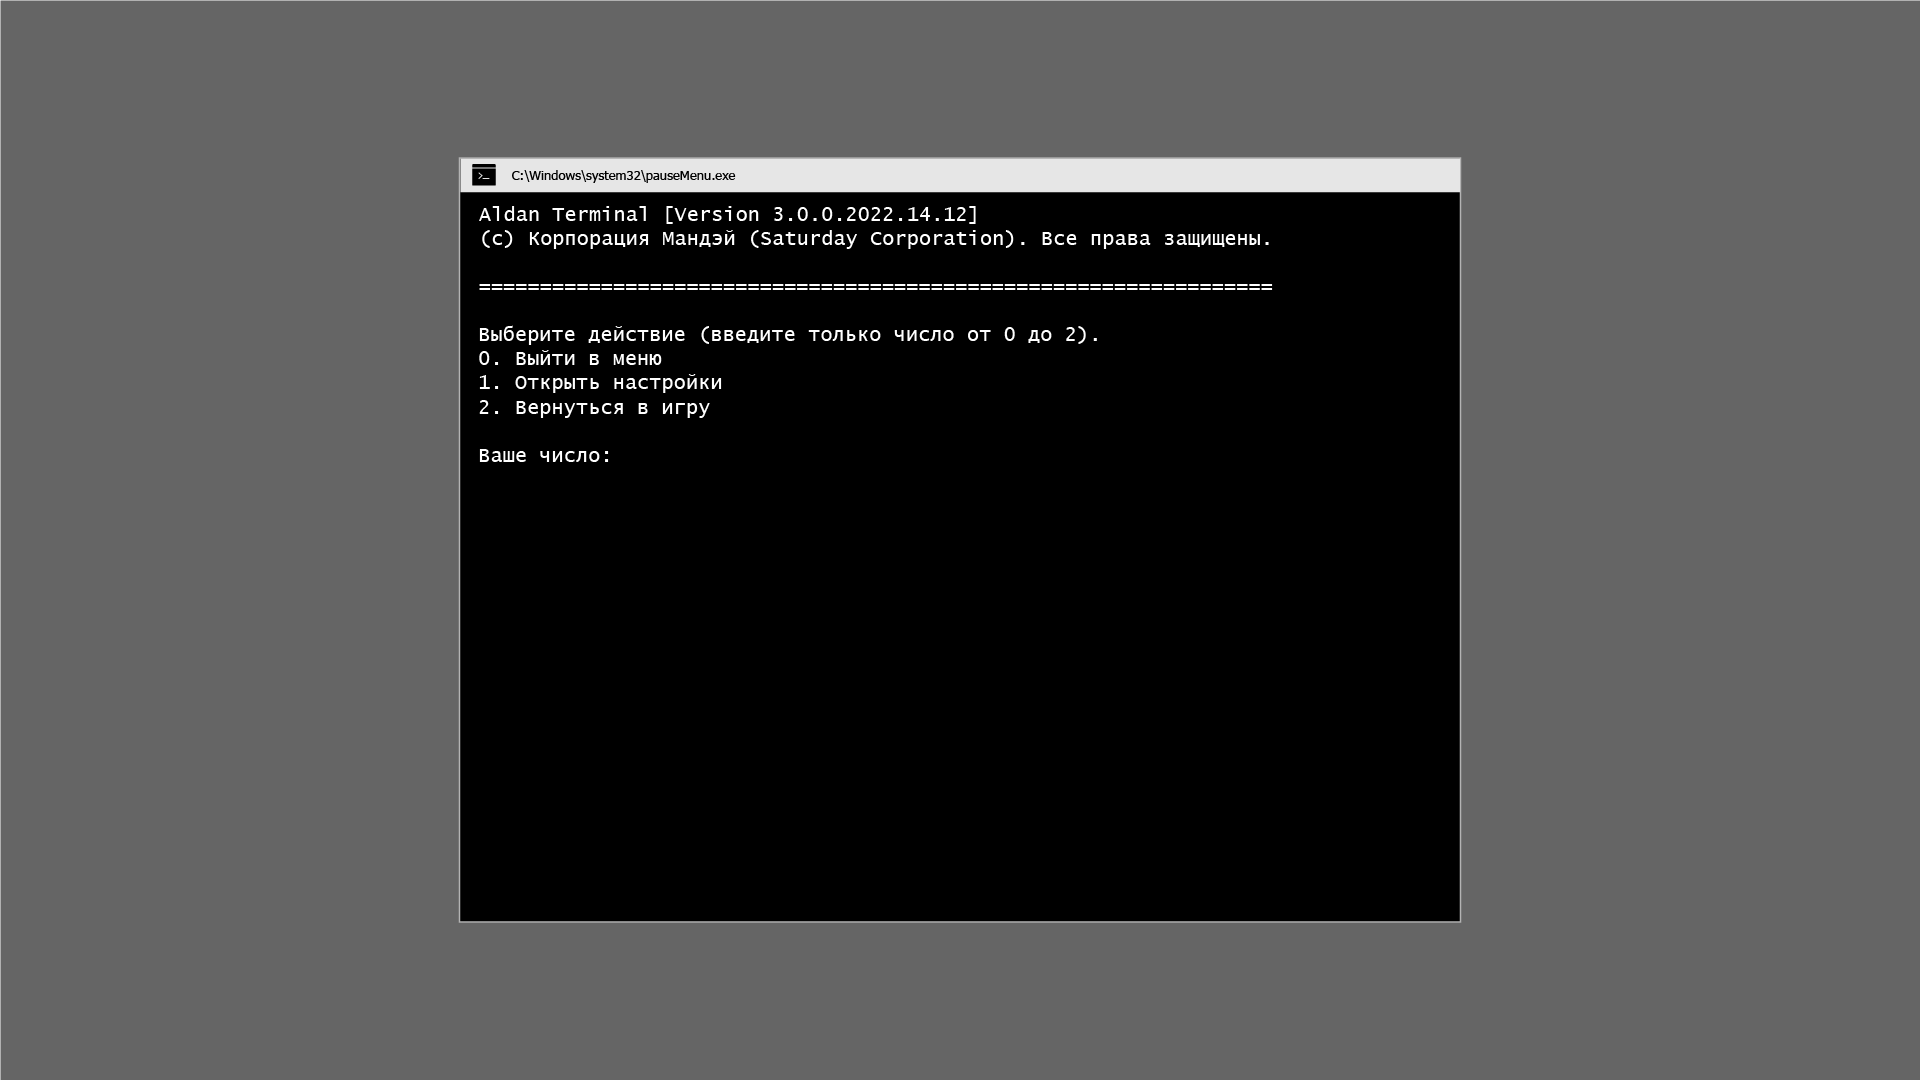 C:\Windows\system32\pauseMenu.exe
Aldan Terminal [Version 3.0.0.2022.14.12]
(c) Корпорация Мандэй (Saturday Corporation). Все права защищены.
=================================================================
Выберите действие (введите только число от 0 до 2).
0. Выйти в меню
1. Открыть настройки
2. Вернуться в игру
Ваше число: